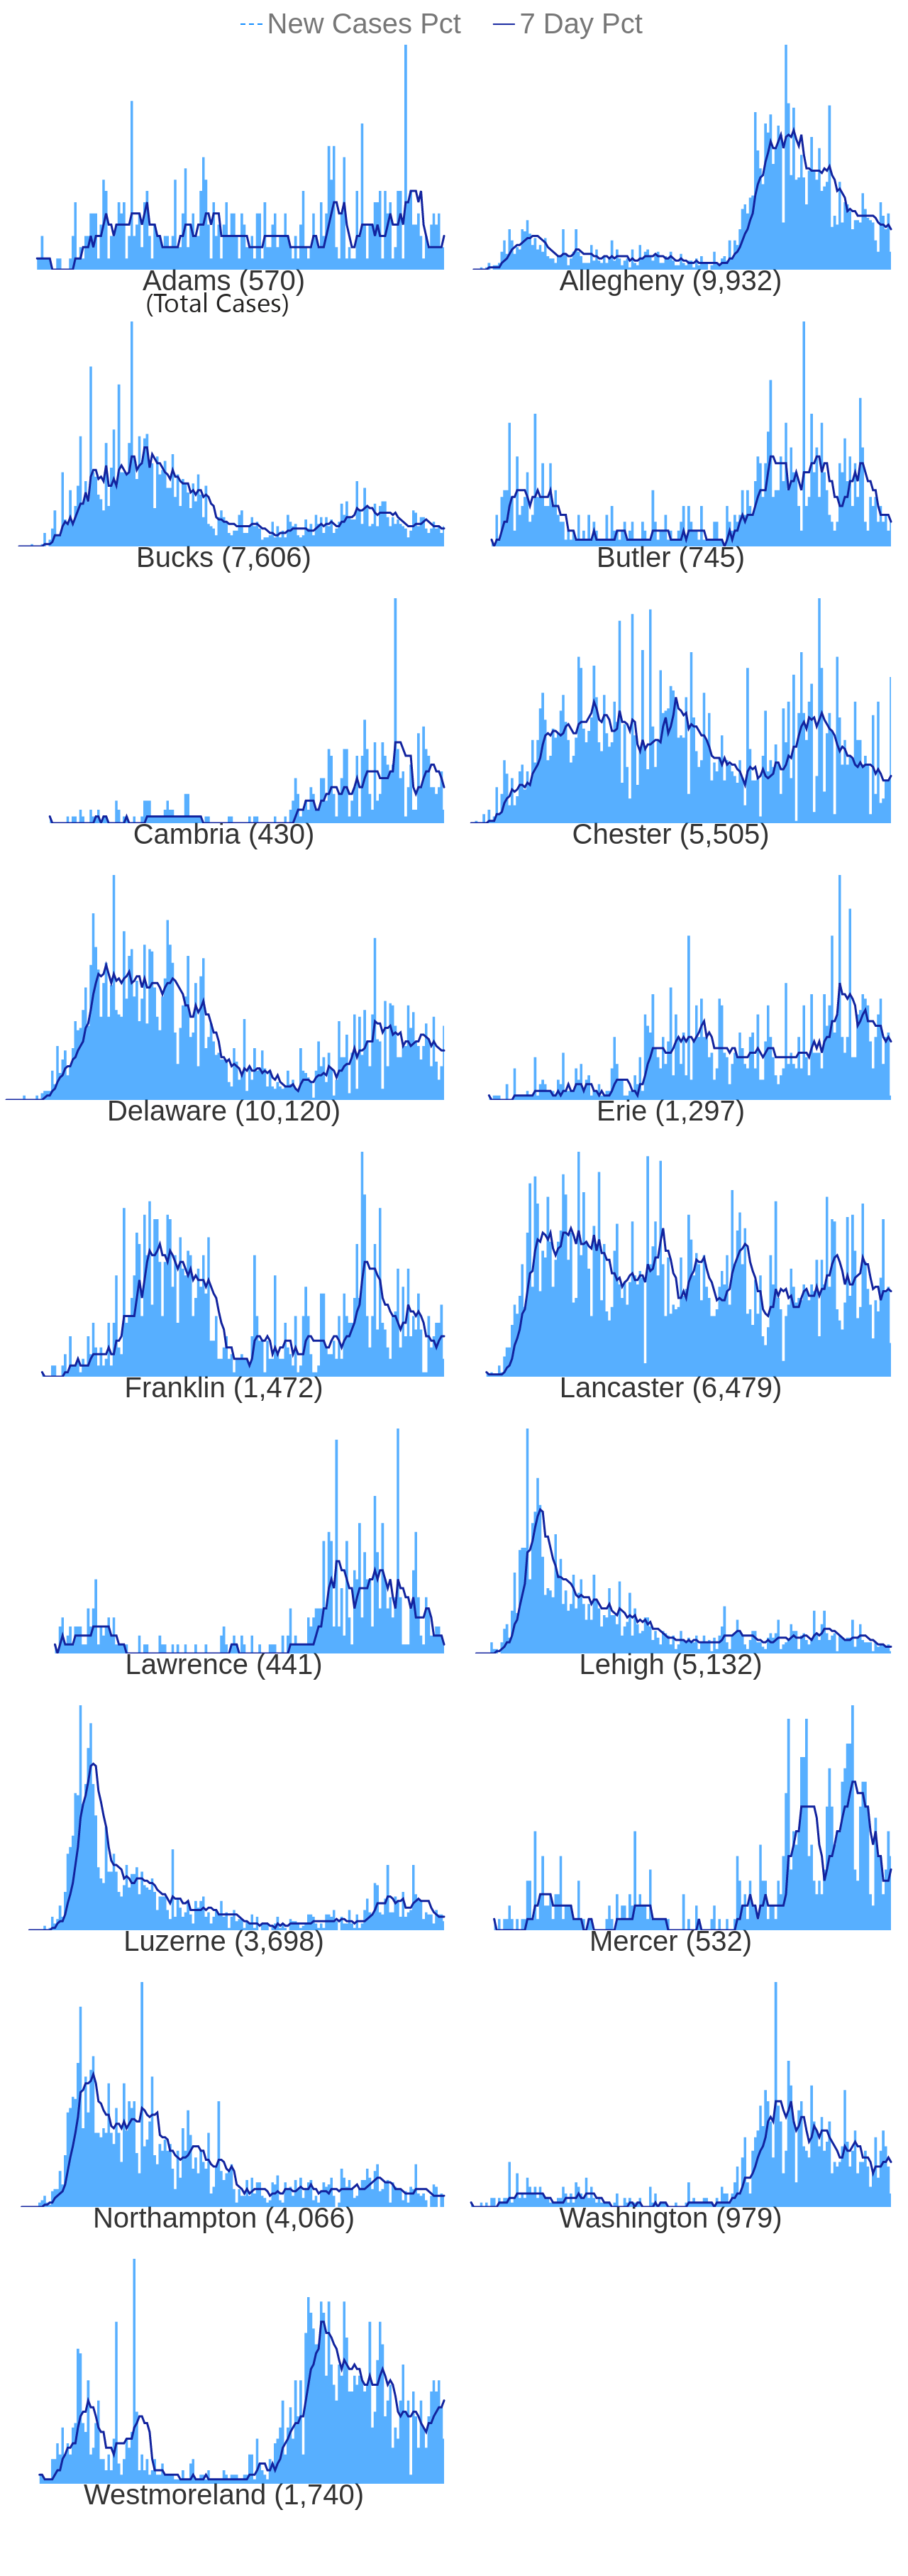 New Cases Pct 7 Day Pct
Adams (570) Allegheny (9,932)
(Total Cases)
Bucks (7,606) Butler (745)
Cambria (430) Chester (5,505)
Delaware (10,120) Erie (1,297)
Franklin (1,472) Lancaster (6,479)
Lawrence (441) Lehigh (5,132)
Luzerne (3,698) Mercer (532)
Northampton (4,066) Washington (979)
Westmoreland (1,740)